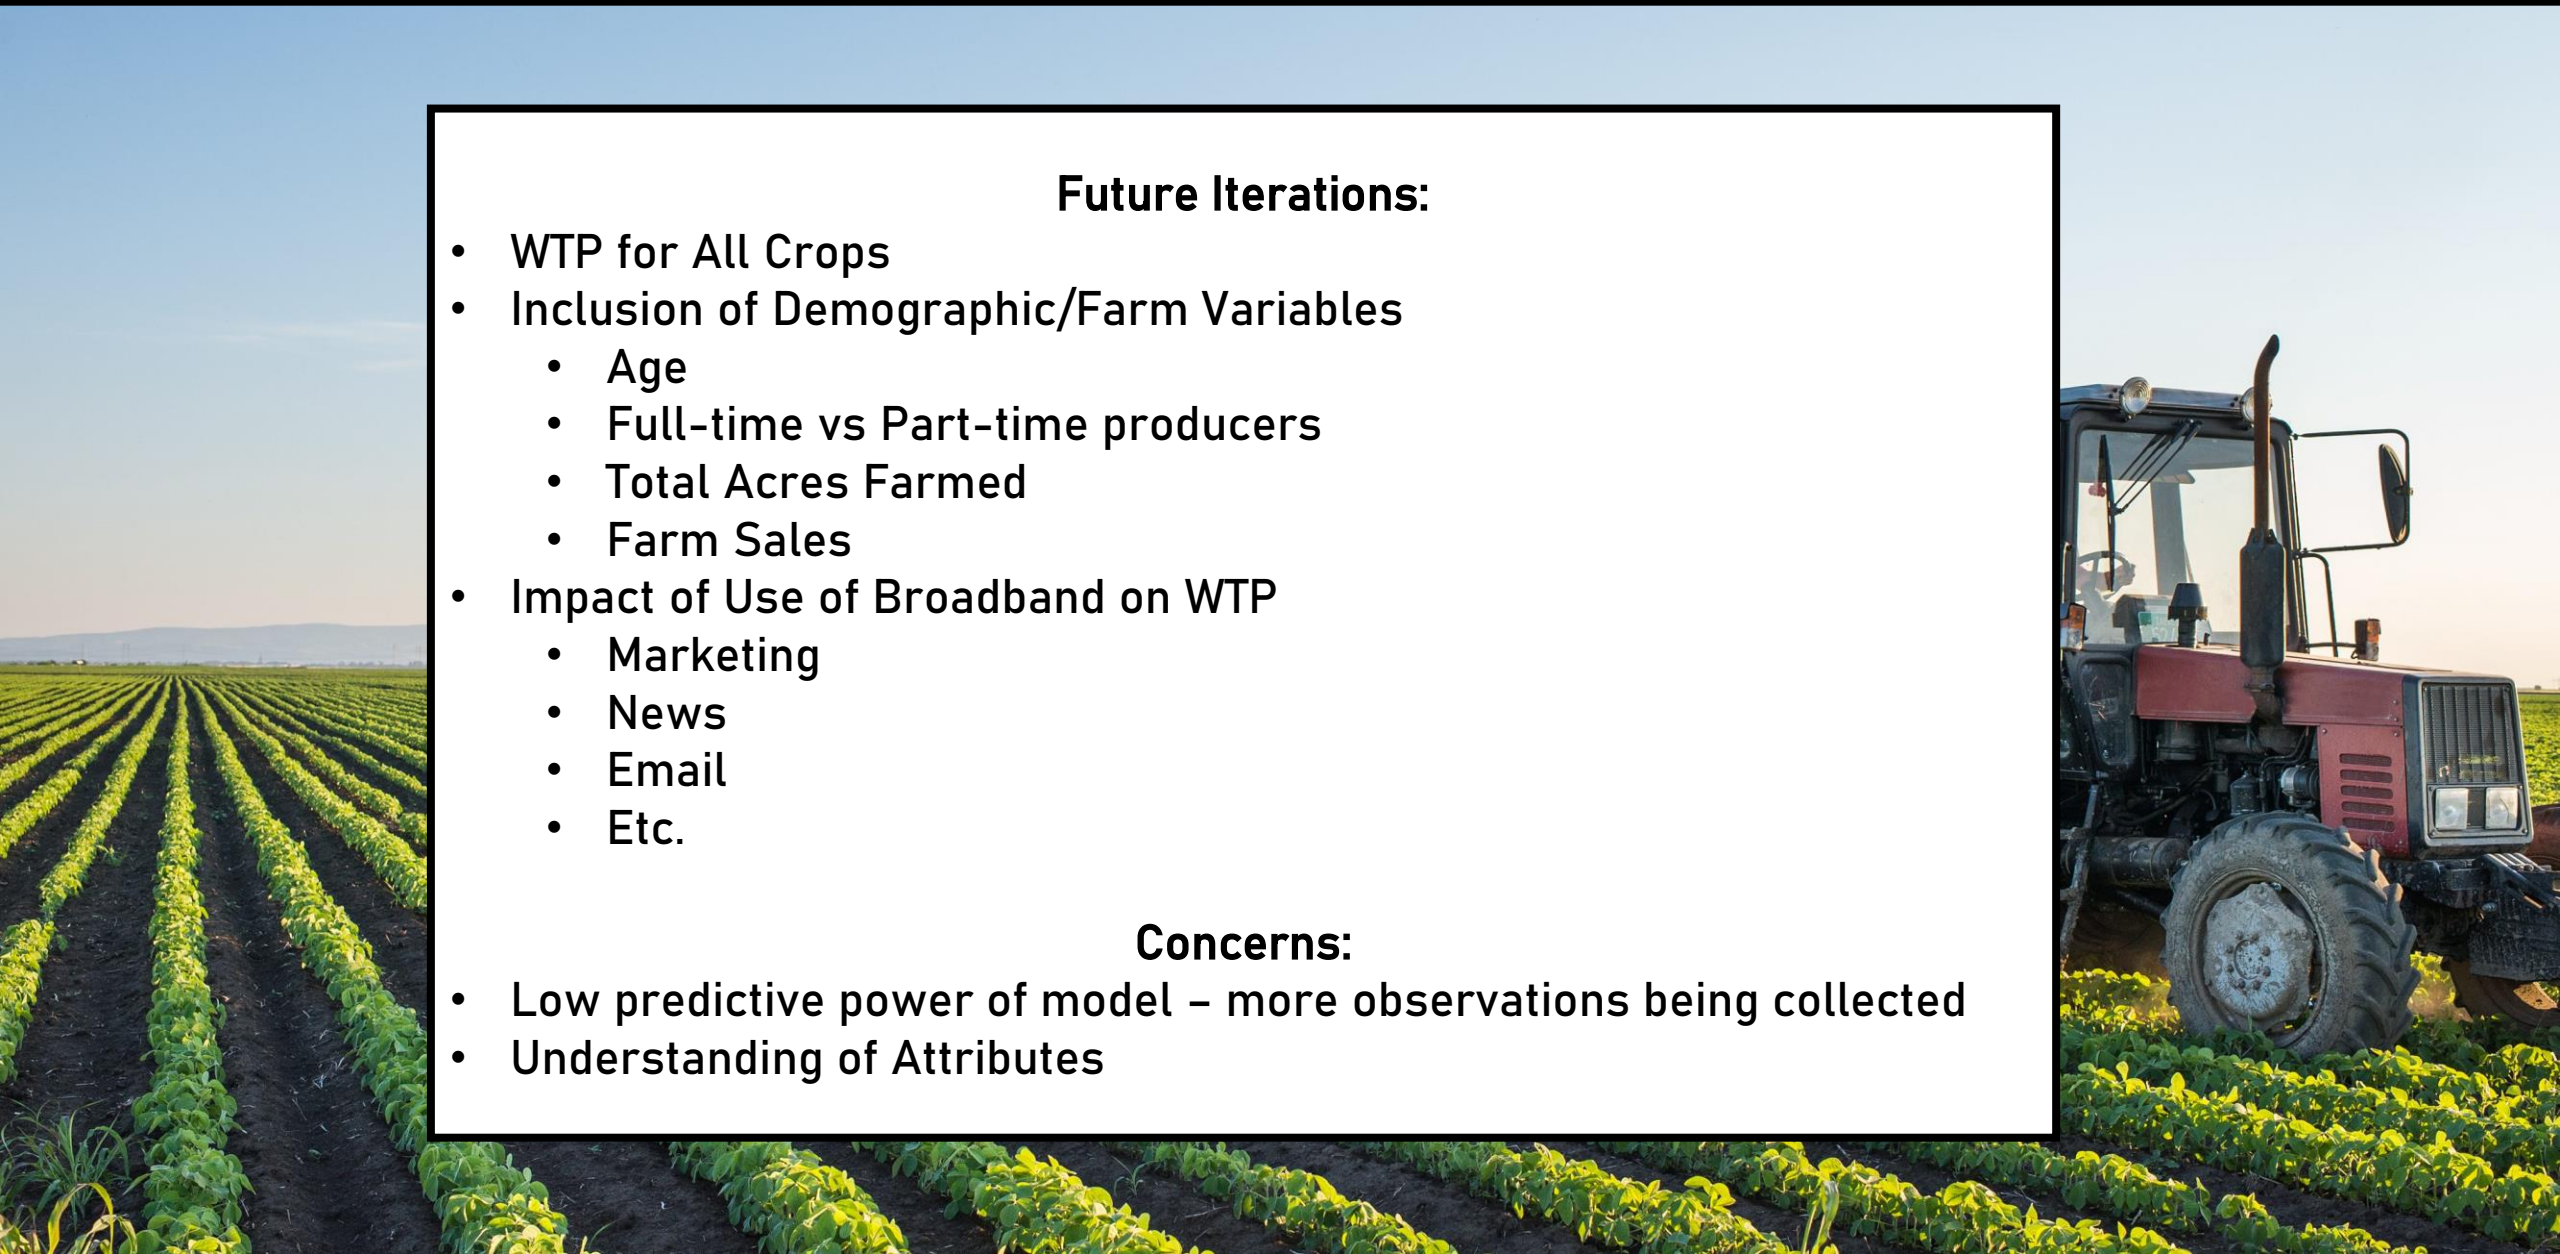 Future Iterations:
• WTP for All Crops
• Inclusion of Demographic/Farm Variables
• Age
• Full-time vs Part-time producers
• Total Acres Farmed
• Farm Sales
• Impact of Use of Broadband on WTP
• Marketing
• News
• Email
• Etc.
Concerns:
• Low predictive power of model – more observations being collected
• Understanding of Attributes